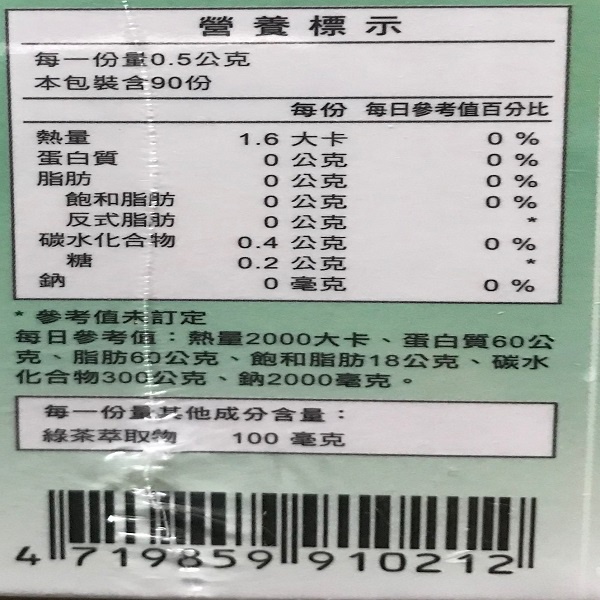 營養標示
每一份量0.5公克
本包裝含90份
每份 每日參考值百分比
熱量 1.6 大卡 0 %
蛋白質 0 公克 0 %
脂肪 0 公克 0 %
飽和脂肪 0 公克 0 %
反式脂肪 0 公克 *
碳水化合物 0.4 公克 0 %
糖 0.2 公克 *
鈉 0 毫克 0 %
* 參考值未訂定
每日參考值：熱量2000大卡、蛋白質60公
克、脂肪60公克、飽和脂肪18公克、碳水
化合物300公克、鈉2000毫克。
每一份量其他成分含量：
綠茶萃取物 100 毫克
4 719859 910212